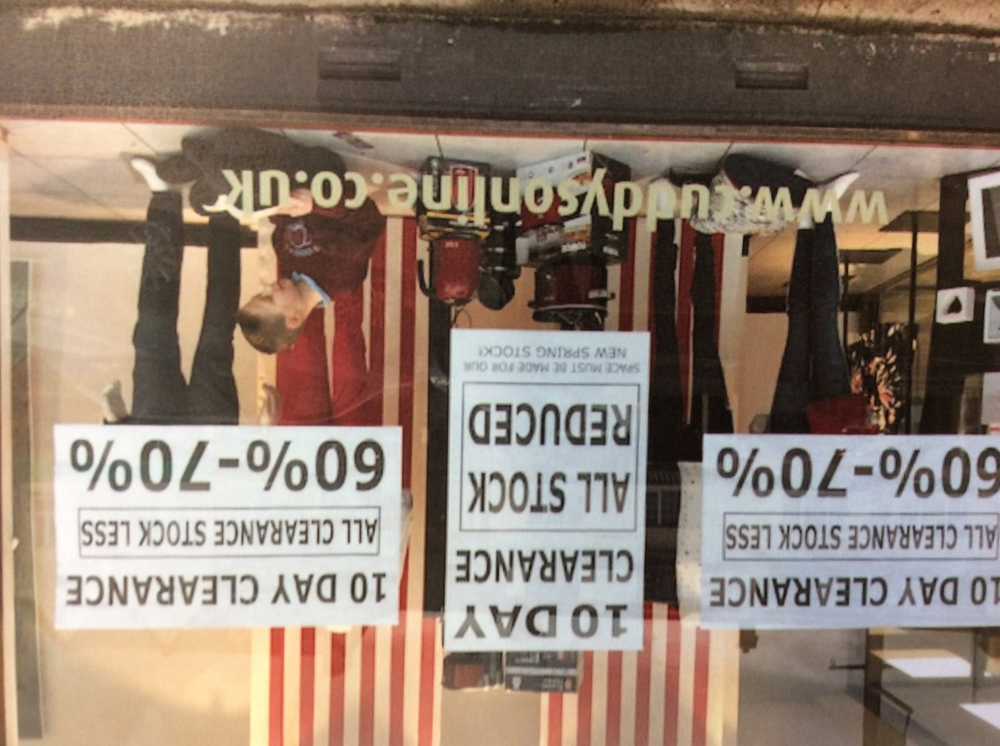 10 DAY CLEARANCE
ALL CLEARANCE STOCK LESS
60%-70%
10 DAY
CLEARANCE
ALL STOCK
REDUCED
SPACE MUST BE MADE FOR OUR
NEW SPRING STOCK!
10 DAY CLEARANCE
ALL CLEARANCE STOCK LESS
60%-70%
www.cuddysonline.co.uk